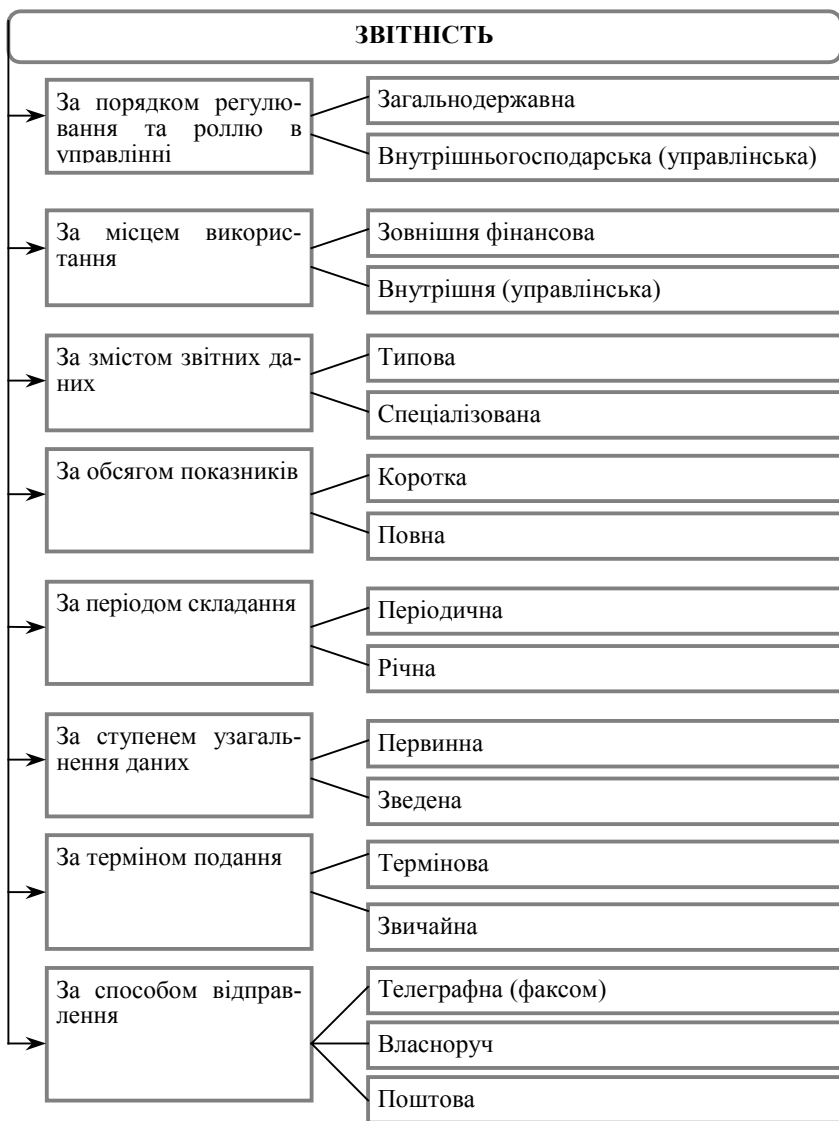 ЗВІТНІСТЬ
За порядком регулю-
вання та роллю в
управлінні
Загальнодержавна
Внутрішньогосподарська (управлінська)
За місцем використ-
тання
Зовнішня фінансова
Внутрішня (управлінська)
За змістом звітних да-
них
Типова
Спеціалізована
За обсягом показників
Коротка
Повна
За періодом складання
Періодична
Річна
За ступенем узагаль-
нення даних
Первинна
Зведена
За терміном подання
Термінова
Звичайна
За способом відправ-
лення
Телеграфна (факсом)
Власноруч
Поштова